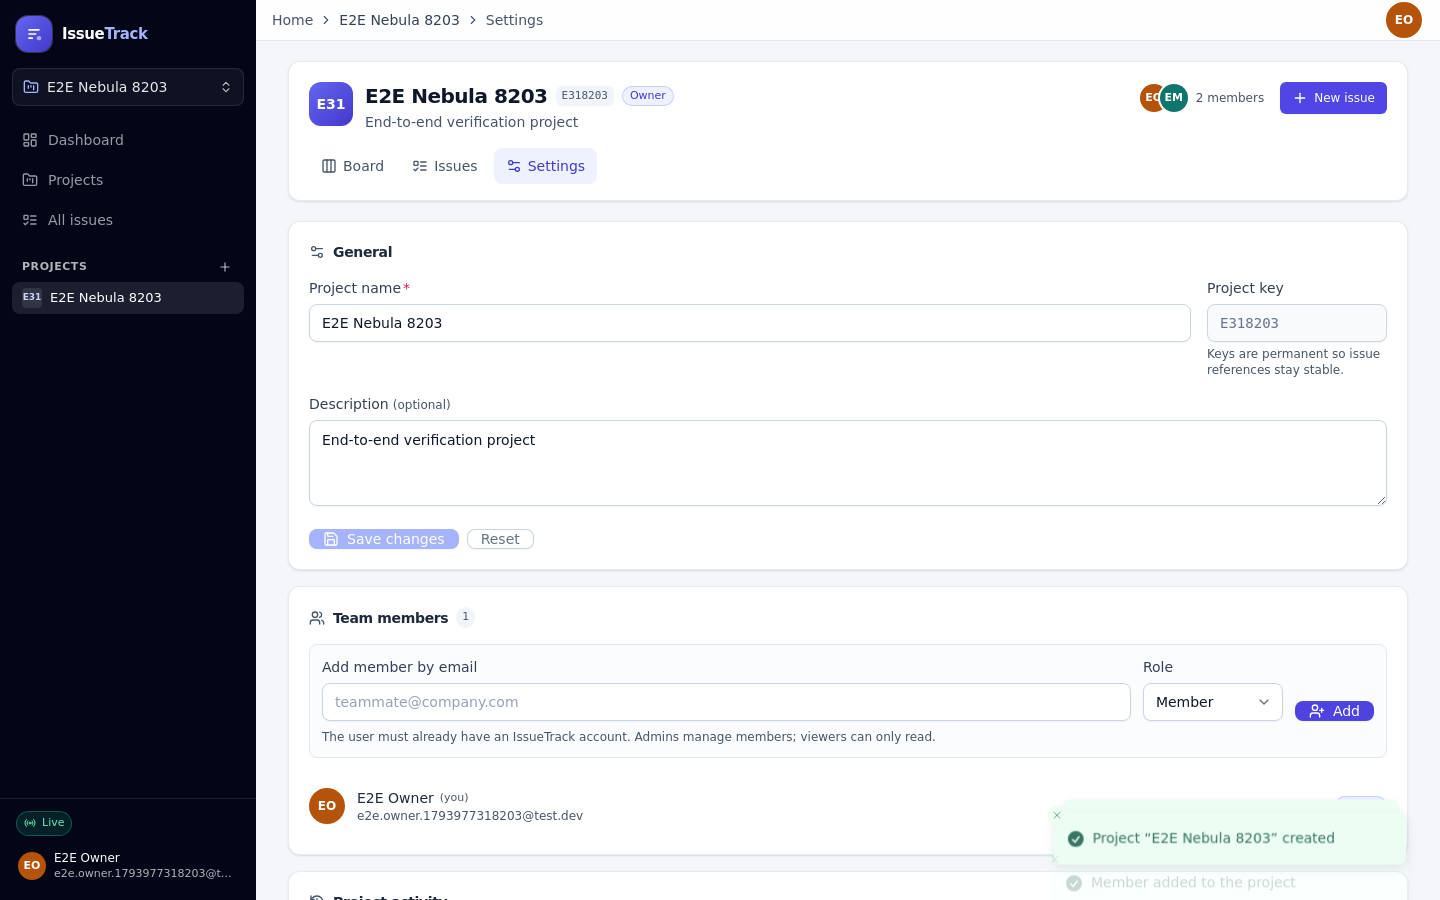 IssueTrack
E2E Nebula 8203
Dashboard
Projects
All issues
PROJECTS
E31 E2E Nebula 8203
Live
EO E2E Owner
e2e.owner.1793977318203@t...
Home > E2E Nebula 8203 > Settings
EO
E31 E2E Nebula 8203 E318203 Owner
End-to-end verification project
EM 2 members New issue
Board Issues Settings
General
Project name*
E2E Nebula 8203
Project key
E318203
Keys are permanent so issue
references stay stable.
Description (optional)
End-to-end verification project
Save changes Reset
Team members 1
Add member by email
teammate@company.com
Role
Member
Add
The user must already have an IssueTrack account. Admins manage members; viewers can only read.
EO E2E Owner (you)
e2e.owner.1793977318203@test.dev
Project “E2E Nebula 8203” created
Member added to the project
Project activity